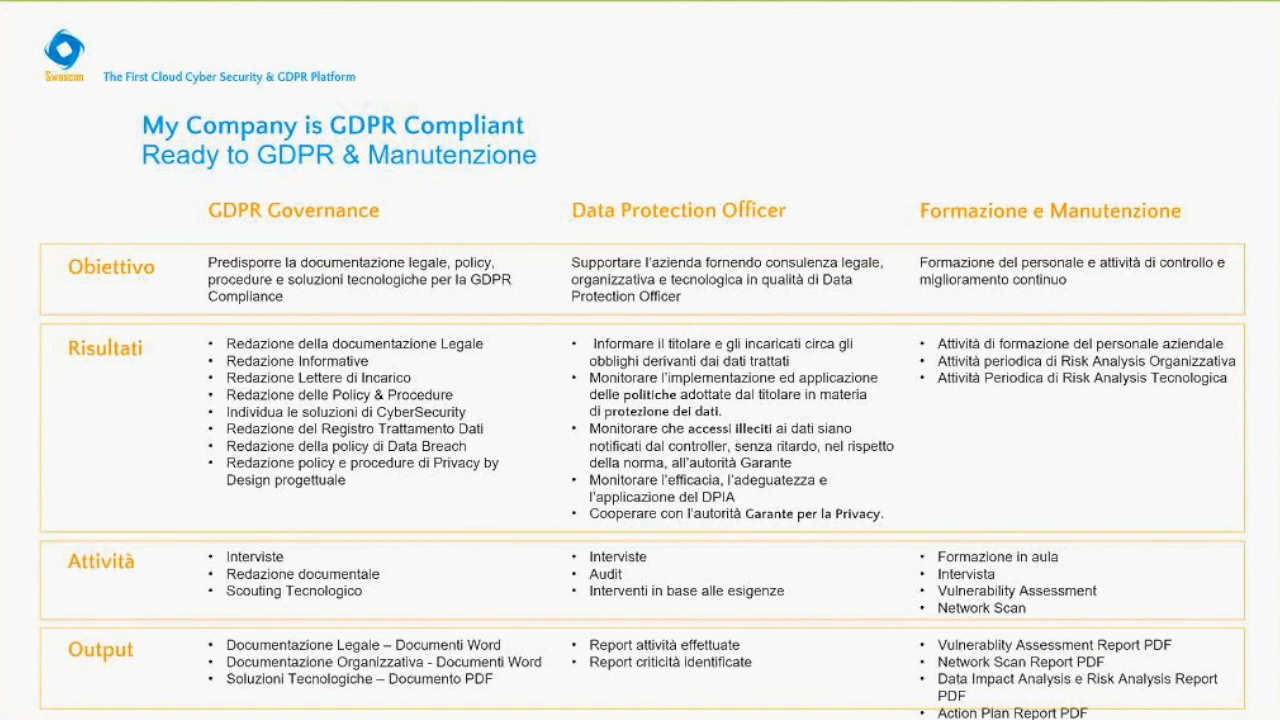 Swascan
The First Cloud Cyber Security & GDPR Platform
My Company is GDPR Compliant
Ready to GDPR & Manutenzione
GDPR Governance
Data Protection Officer
Formazione e Manutenzione
Obiettivo
Predisporre la documentazione legale, policy,
procedure e soluzioni tecnologiche per la GDPR
Compliance
Supportare l'azienda fornendo consulenza legale,
organizzativa e tecnologica in qualità di Data
Protection Officer
Formazione del personale e attività di controllo e
miglioramento continuo
Risultati
• Redazione della documentazione Legale
• Redazione Informative
• Redazione Lettere di Incarico
• Redazione delle Policy & Procedure
• Individua le soluzioni di CyberSecurity
• Redazione del Registro Trattamento Dati
• Redazione della policy di Data Breach
• Redazione policy e procedure di Privacy by
Design progettuale
• Informare il titolare e gli incaricati circa gli
obblighi derivanti dai dati trattati
• Monitorare l'implementazione ed applicazione
delle politiche adottate dal titolare in materia
di protezione dei dati.
• Monitorare che accessi illeciti ai dati siano
notificati dal controller, senza ritardo, nel rispetto
della norma, all'autorità Garante
• Monitorare l'efficacia, l'adeguatezza e
l'applicazione del DPIA
• Cooperare con l'autorità Garante per la Privacy.
• Attività di formazione del personale aziendale
• Attività periodica di Risk Analysis Organizzativa
• Attività Periodica di Risk Analysis Tecnologica
Attività
• Interviste
• Redazione documentale
• Scouting Tecnologico
• Interviste
• Audit
• Interventi in base alle esigenze
• Formazione in aula
• Intervista
• Vulnerability Assessment
• Network Scan
Output
• Documentazione Legale – Documenti Word
• Documentazione Organizzativa - Documenti Word
• Soluzioni Tecnologiche – Documento PDF
• Report attività effettuate
• Report criticità identificate
• Vulnerablity Assessment Report PDF
• Network Scan Report PDF
• Data Impact Analysis e Risk Analysis Report
PDF
• Action Plan Report PDF